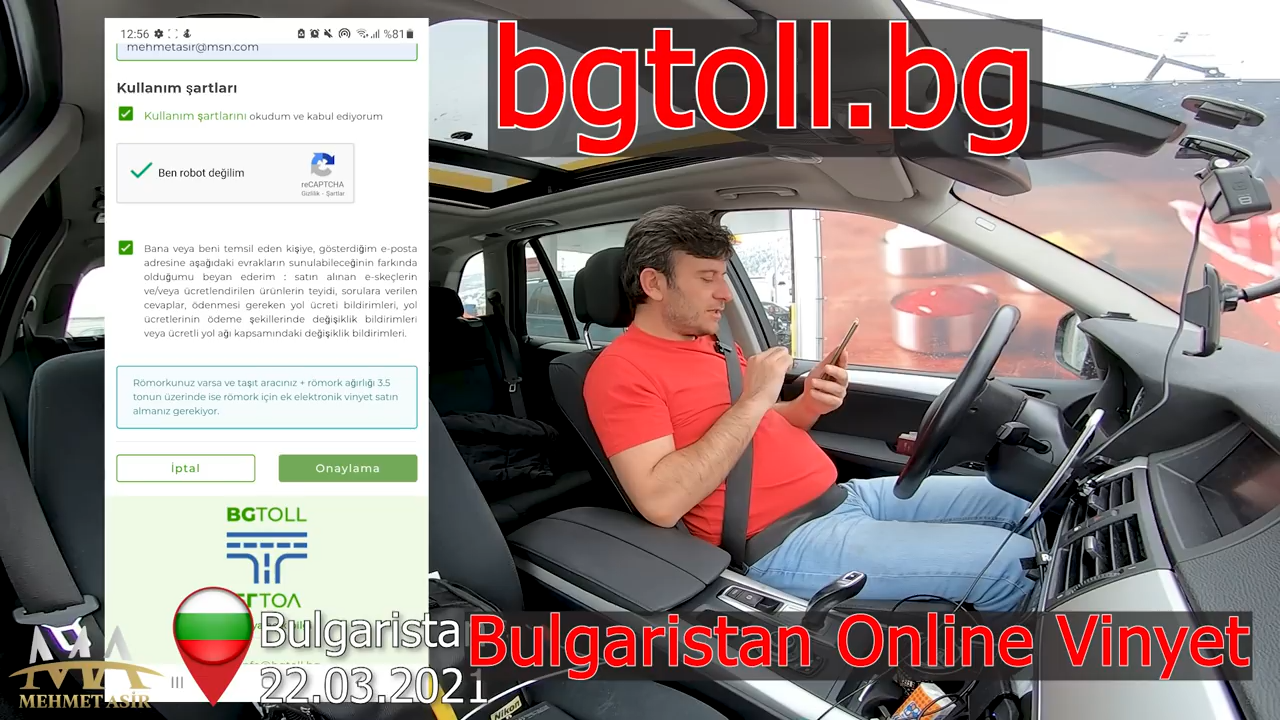 12:56
%81
mehmetasir@msn.com
Kullanım şartları
Kullanım şartlarını okudum ve kabul ediyorum
Ben robot değilim
reCAPTCHA
Gizlilik - Şartlar
Bana veya beni temsil eden kişiye, gösterdiğim e-posta
adresine aşağıdaki evrakların sunulabileceğinin farkında
olduğumu beyan ederim : satın alınan e-skeçlerin
ve/veya ücretlendirilen ürünlerin teyidi, sorulara verilen
cevaplar, ödenmesi gereken yol ücreti bildirimleri, yol
ücretlerinin ödeme şekillerinde değişiklik bildirimleri
veya ücretli yol ağı kapsamındaki değişiklik bildirimleri.
Römorkunuz varsa ve taşıt aracınız + römork ağırlığı 3.5
tonun üzerinde ise römork için ek elektronik vinyet satın
almanız gerekiyor.
İptal
Onaylama
BGTOLL
bgtoll.bg
Bulgarista
22.03.2021
Bulgaristan Online Vinyet
MEHMET ASİR
Nikon